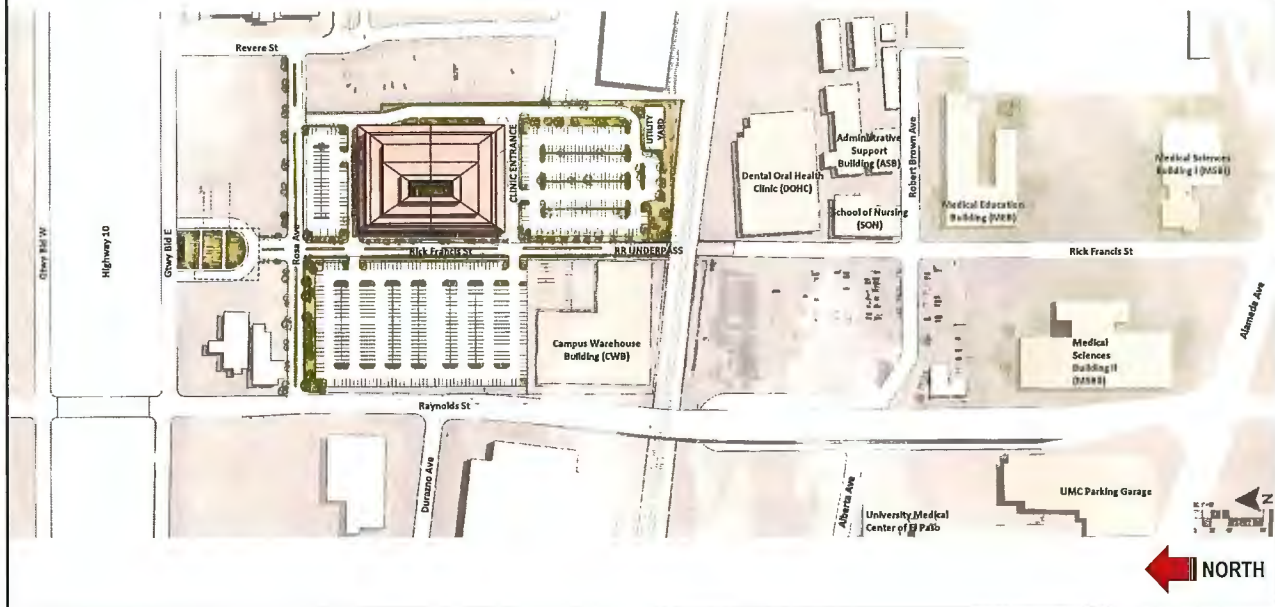 Revere St
Gtwy Bld W
Highway 10
Gtwy Bld E
Rosa Ave
CLINIC ENTRANCE
UTILITY
YARD
Rick Francis St
RR UNDERPASS
Campus Warehouse
Building (CWB)
Raynolds St
Durazno Ave
Dental Oral Health
Clinic (DOHC)
Administrative
Support
Building (ASB)
School of Nursing
(SON)
Robert Brown Ave
Medical Education
Building (MEB)
Medical Sciences
Building I (MSBI)
Rick Francis St
Alameda Ave
Medical
Sciences
Building II
(MSBII)
Alberta Ave
University Medical
Center of El Paso
UMC Parking Garage
N
NORTH